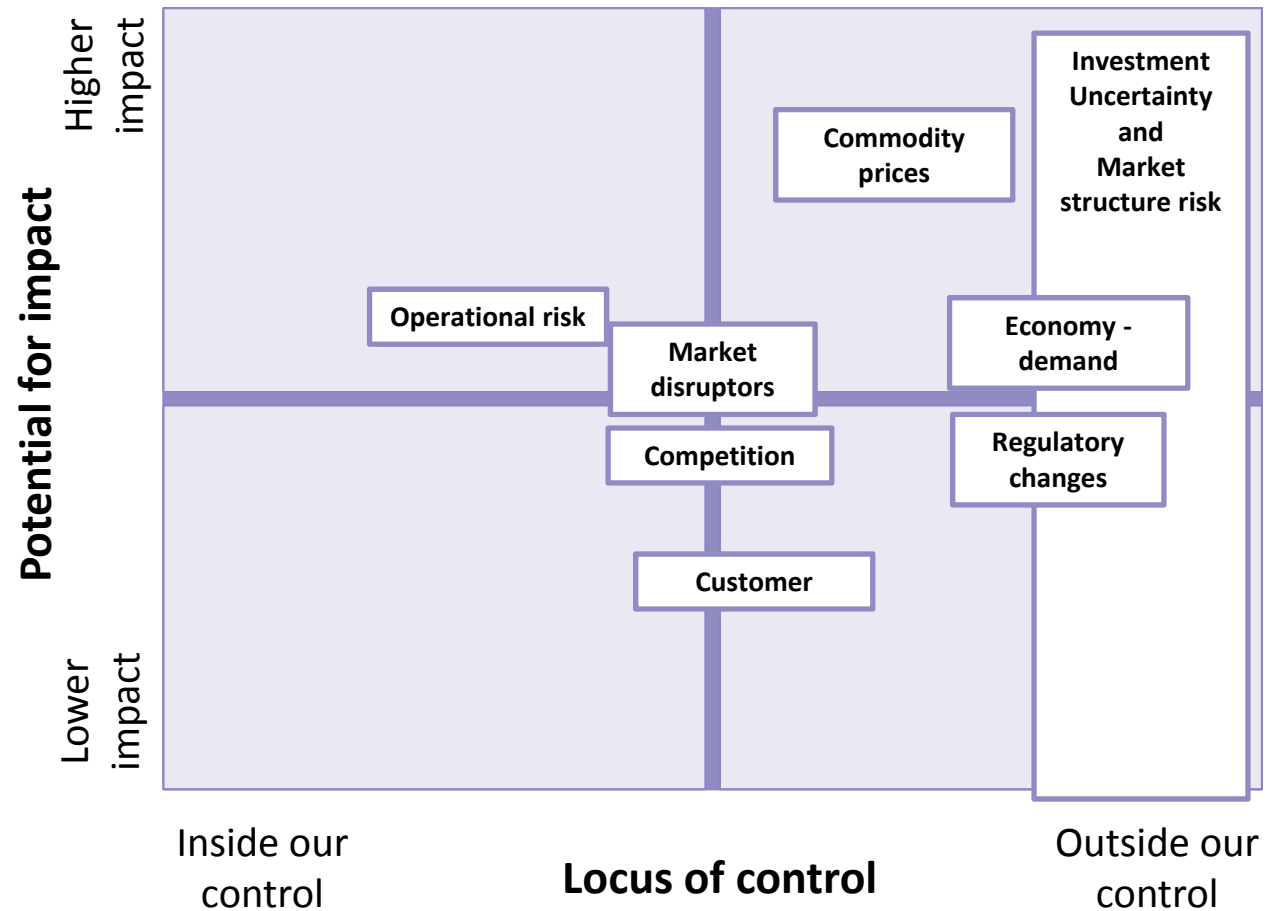 Higher
impact
Potential for impact
Lower
impact
Investment
Uncertainty
and
Market
structure risk
Commodity
prices
Operational risk
Market
disruptors
Economy -
demand
Competition
Regulatory
changes
Customer
Inside our
control
Locus of control
Outside our
control